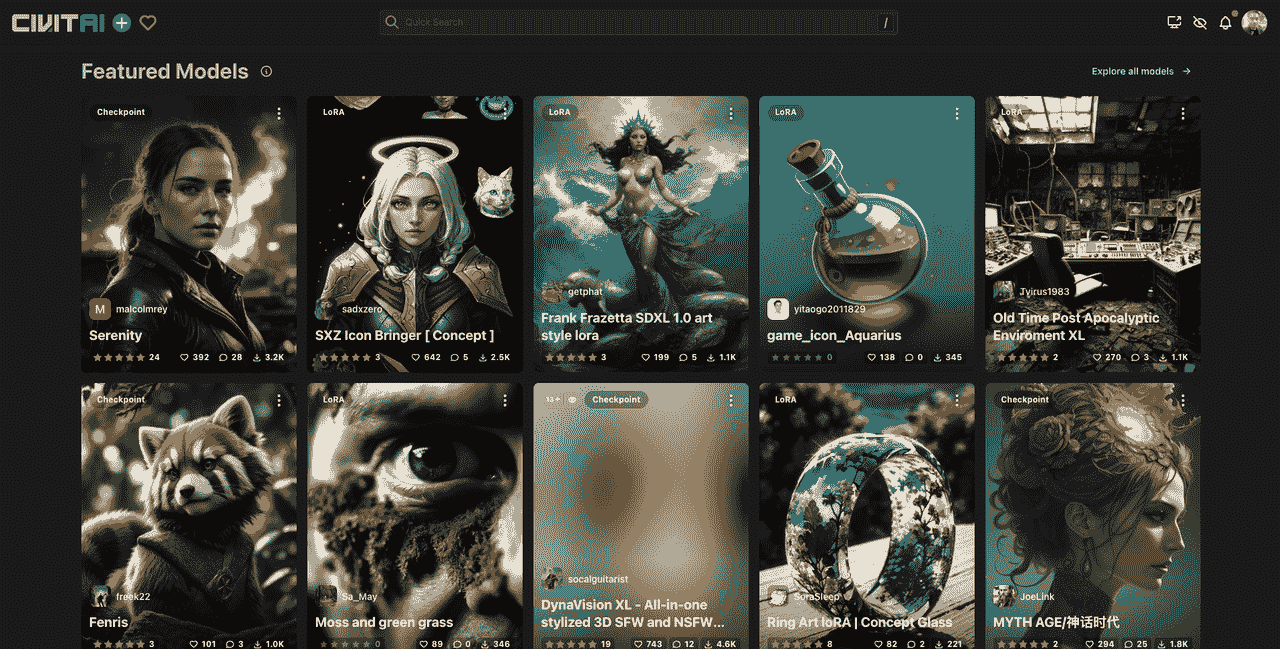 CIVITAI
Quick Search
/
Featured Models
Explore all models
Checkpoint
malcolmrey
M
Serenity
24 392 28 3.2K
LoRA
sadxzero
SXZ Icon Bringer [ Concept ]
3 642 5 2.5K
LoRA
getphat
Frank Frazetta SDXL 1.0 art
style lora
3 199 5 1.1K
LoRA
yitaogo2011829
game_icon_Aquarius
0 138 0 345
LoRA
Jyirus1983
Old Time Post Apocalyptic
Enviroment XL
2 270 3 1.1K
Checkpoint
freek22
Fenris
3 101 3 1.0K
LoRA
Sa_May
Moss and green grass
0 89 0 346
13+
Checkpoint
socalguitarist
DynaVision XL - All-in-one
stylized 3D SFW and NSFW...
19 743 12 4.6K
LoRA
SoraSleep
Ring Art loRA | Concept Glass
8 82 2 221
Checkpoint
JoeLink
MYTH AGE/神话时代
2 294 25 1.8K